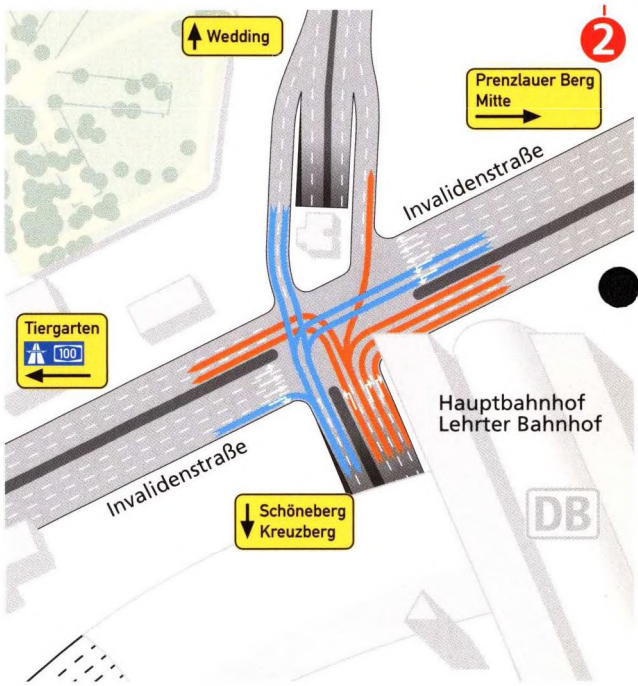 Wedding
2
Prenzlauer Berg
Mitte
Invalidenstraße
Tiergarten
100
Hauptbahnhof
Lehrter Bahnhof
Invalidenstraße
Schöneberg
Kreuzberg
DB